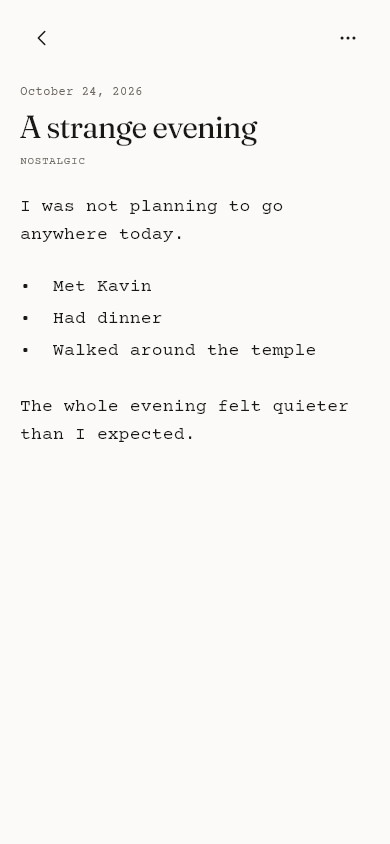 October 24, 2026
A strange evening
NOSTALGIC
I was not planning to go
anywhere today.
• Met Kavin
• Had dinner
• Walked around the temple
The whole evening felt quieter
than I expected.